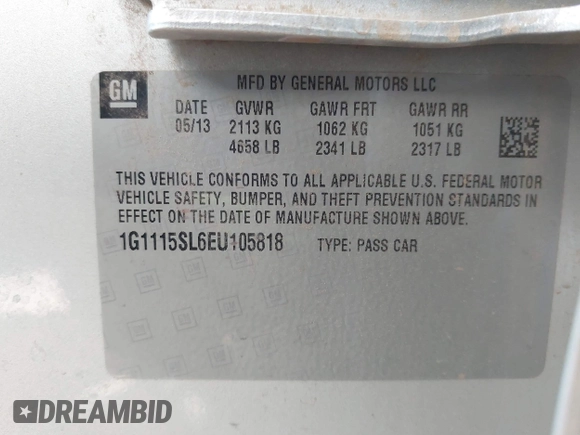 GM
MFD BY GENERAL MOTORS LLC
DATE GVWR GAWR FRT GAWR RR
05/13 2113 KG 1062 KG 1051 KG
4658 LB 2341 LB 2317 LB
THIS VEHICLE CONFORMS TO ALL APPLICABLE U.S. FEDERAL MOTOR
VEHICLE SAFETY, BUMPER, AND THEFT PREVENTION STANDARDS IN
EFFECT ON THE DATE OF MANUFACTURE SHOWN ABOVE.
1G1115SL6EU105818 TYPE: PASS CAR
DREAMBID